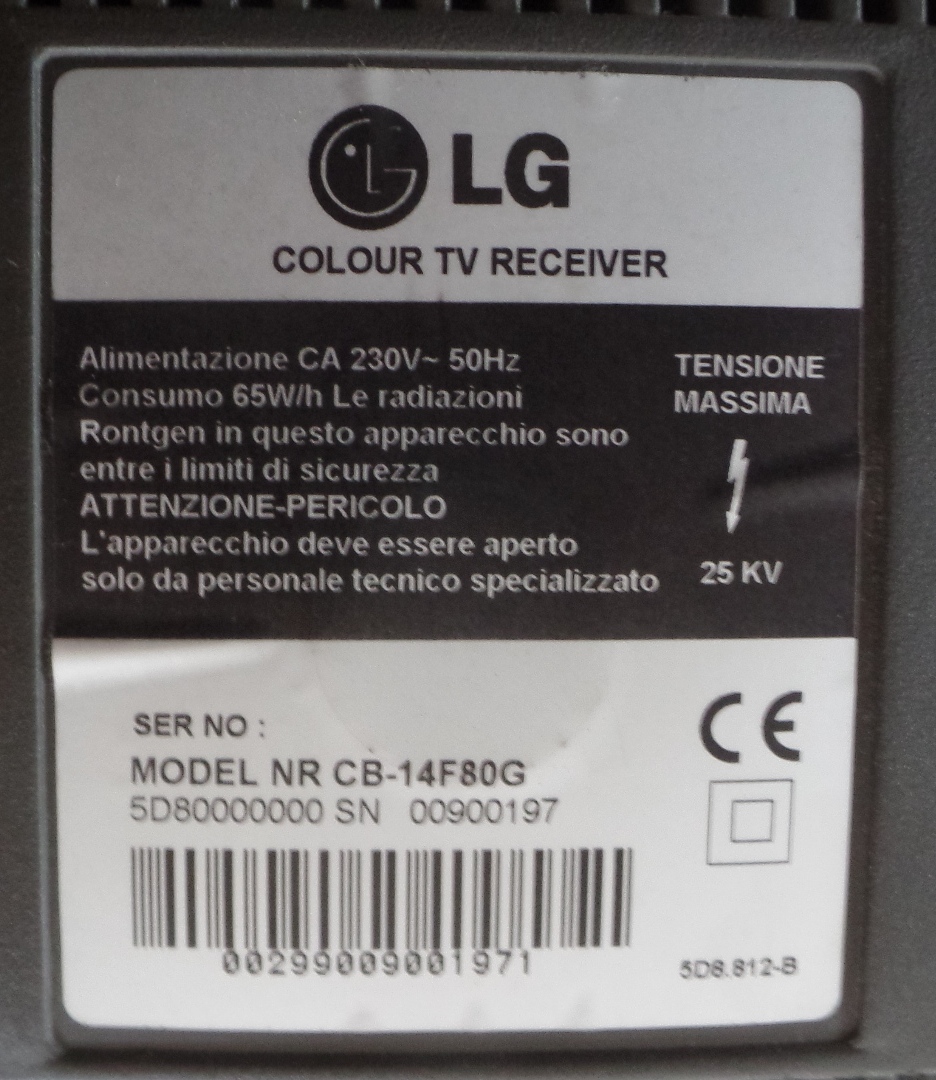 LG
COLOUR TV RECEIVER
Alimentazione CA 230V~ 50Hz
Consumo 65W/h Le radiazioni
Rontgen in questo apparecchio sono
entre i limiti di sicurezza
ATTENZIONE-PERICOLO
L'apparecchio deve essere aperto
solo da personale tecnico specializzato
TENSIONE
MASSIMA
25 KV
SER NO :
MODEL NR CB-14F80G
5D80000000 SN 00900197
00299009001971
CE
5D8.812-B